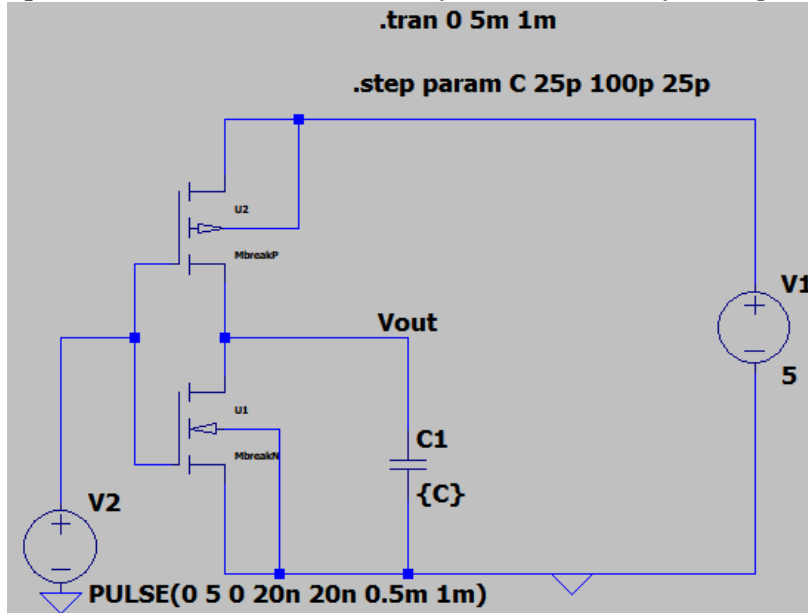 .tran 0 5m 1m
.step param C 25p 100p 25p
U2
MbreakP
V1
Vout
5
U1
C1
MbreakN
{C}
V2
PULSE(0 5 0 20n 20n 0.5m 1m)